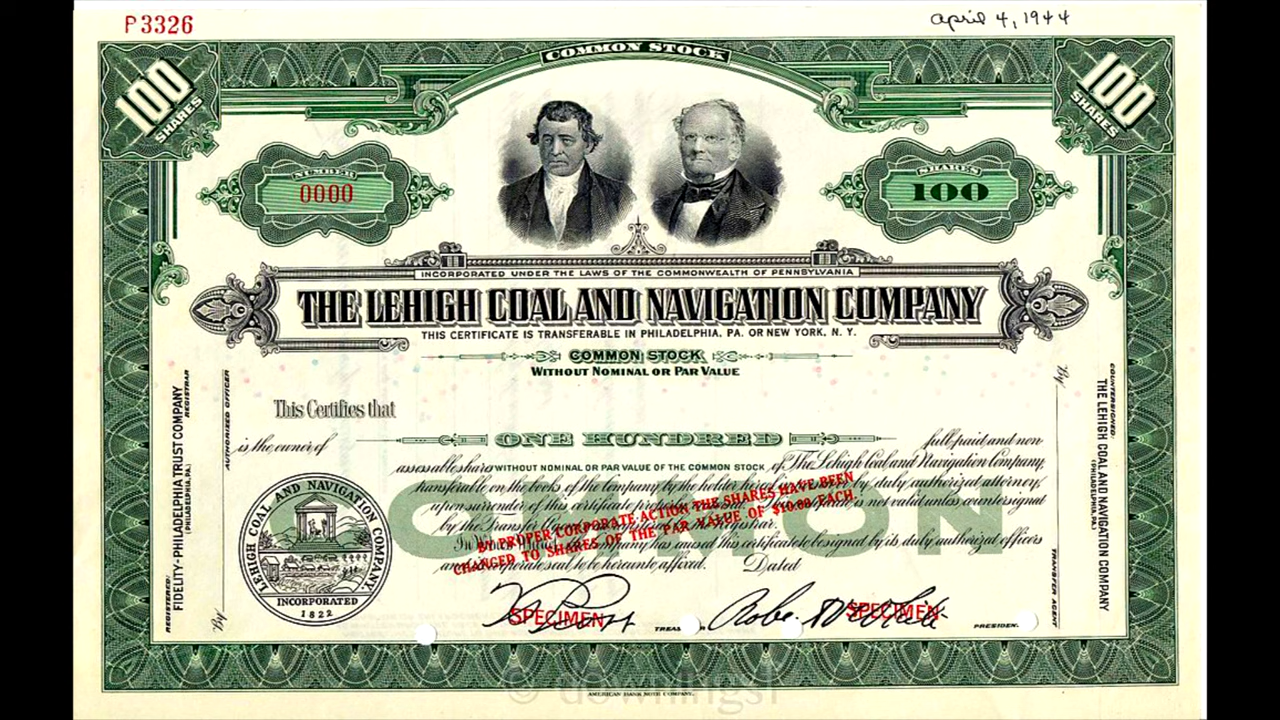 P3326
april 4, 1944
COMMON STOCK
100
SHARES
100
SHARES
NUMBER
0000
SHARES
100
INCORPORATED UNDER THE LAWS OF THE COMMONWEALTH OF PENNSYLVANIA
THE LEHIGH COAL AND NAVIGATION COMPANY
THIS CERTIFICATE IS TRANSFERABLE IN PHILADELPHIA, PA. OR NEW YORK, N. Y.
COMMON STOCK
WITHOUT NOMINAL OR PAR VALUE
REGISTERED:
FIDELITY-PHILADELPHIA TRUST COMPANY
(PHILADELPHIA, PA.)
REGISTRAR
By
AUTHORIZED OFFICER
This Certifies that
is the owner of
ONE HUNDRED
full-paid and non-
assessable shares WITHOUT NOMINAL OR PAR VALUE OF THE COMMON STOCK of The Lehigh Coal and Navigation Company,
transferable on the books of the Company by the holder hereof in person or by duly authorized attorney,
upon surrender of this certificate properly endorsed. This certificate is not valid unless countersigned
by the Transfer Agent and registered by the Registrar.
In Witness Whereof the Company has caused this certificate to be signed by its duly authorized officers
and its corporate seal to be hereunto affixed.
Dated
COMMON
BY PROPER CORPORATE ACTION THE SHARES HAVE BEEN
CHANGED TO SHARES OF THE PAR VALUE OF $10.00 EACH.
LEHIGH COAL AND NAVIGATION COMPANY
INCORPORATED
1822
SPECIMEN
SPECIMEN
PRESIDENT
By
COUNTERSIGNED:
THE LEHIGH COAL AND NAVIGATION COMPANY
(PHILADELPHIA, PA.)
TRANSFER AGENT
AMERICAN BANK NOTE COMPANY.
© downingsf